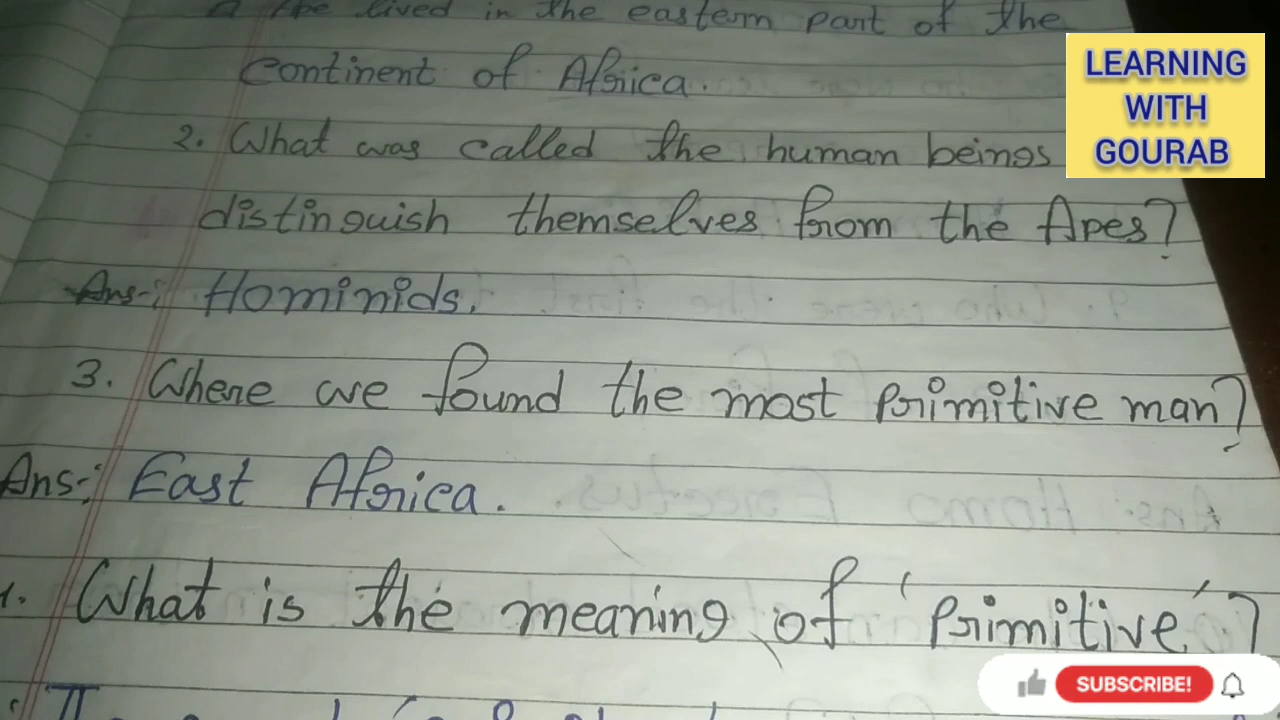 lived in the eastern part of the
continent of Africa.
2. What was called the human beings
distinguish themselves from the Apes?
Ans-: Hominids.
3. Where we found the most primitive man?
Ans-: East Africa.
What is the meaning of 'Primitive'?
LEARNING
WITH
GOURAB
SUBSCRIBE!